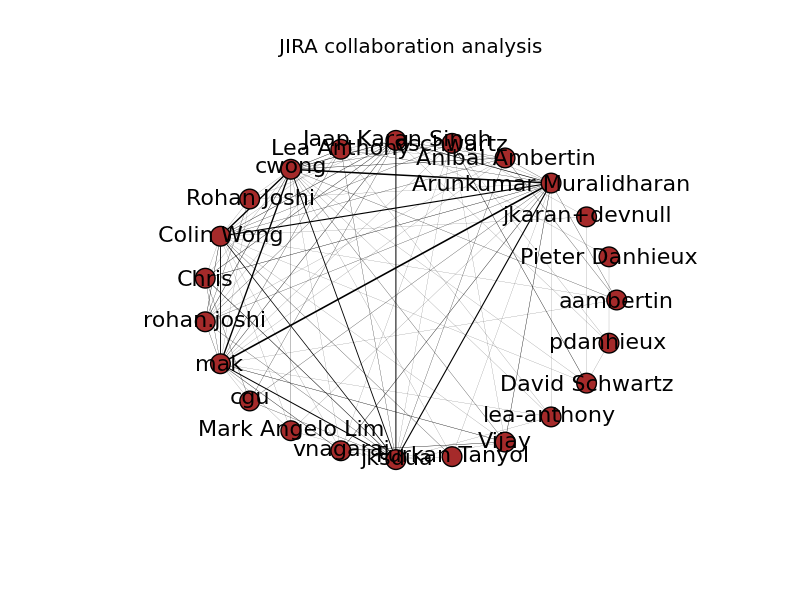 JIRA collaboration analysis
Jaap Karan Singh
dschwartz
Lea Anthony
Anibal Ambertin
cwong
Arunkumar Muralidharan
Rohan Joshi
jkaran+devnull
Colin Wong
Pieter Danhieux
Chris
aambertin
rohan.joshi
pdanhieux
mak
David Schwartz
cgu
lea-anthony
Mark Angelo Lim
Vijay
vnagaraj
Tanyol